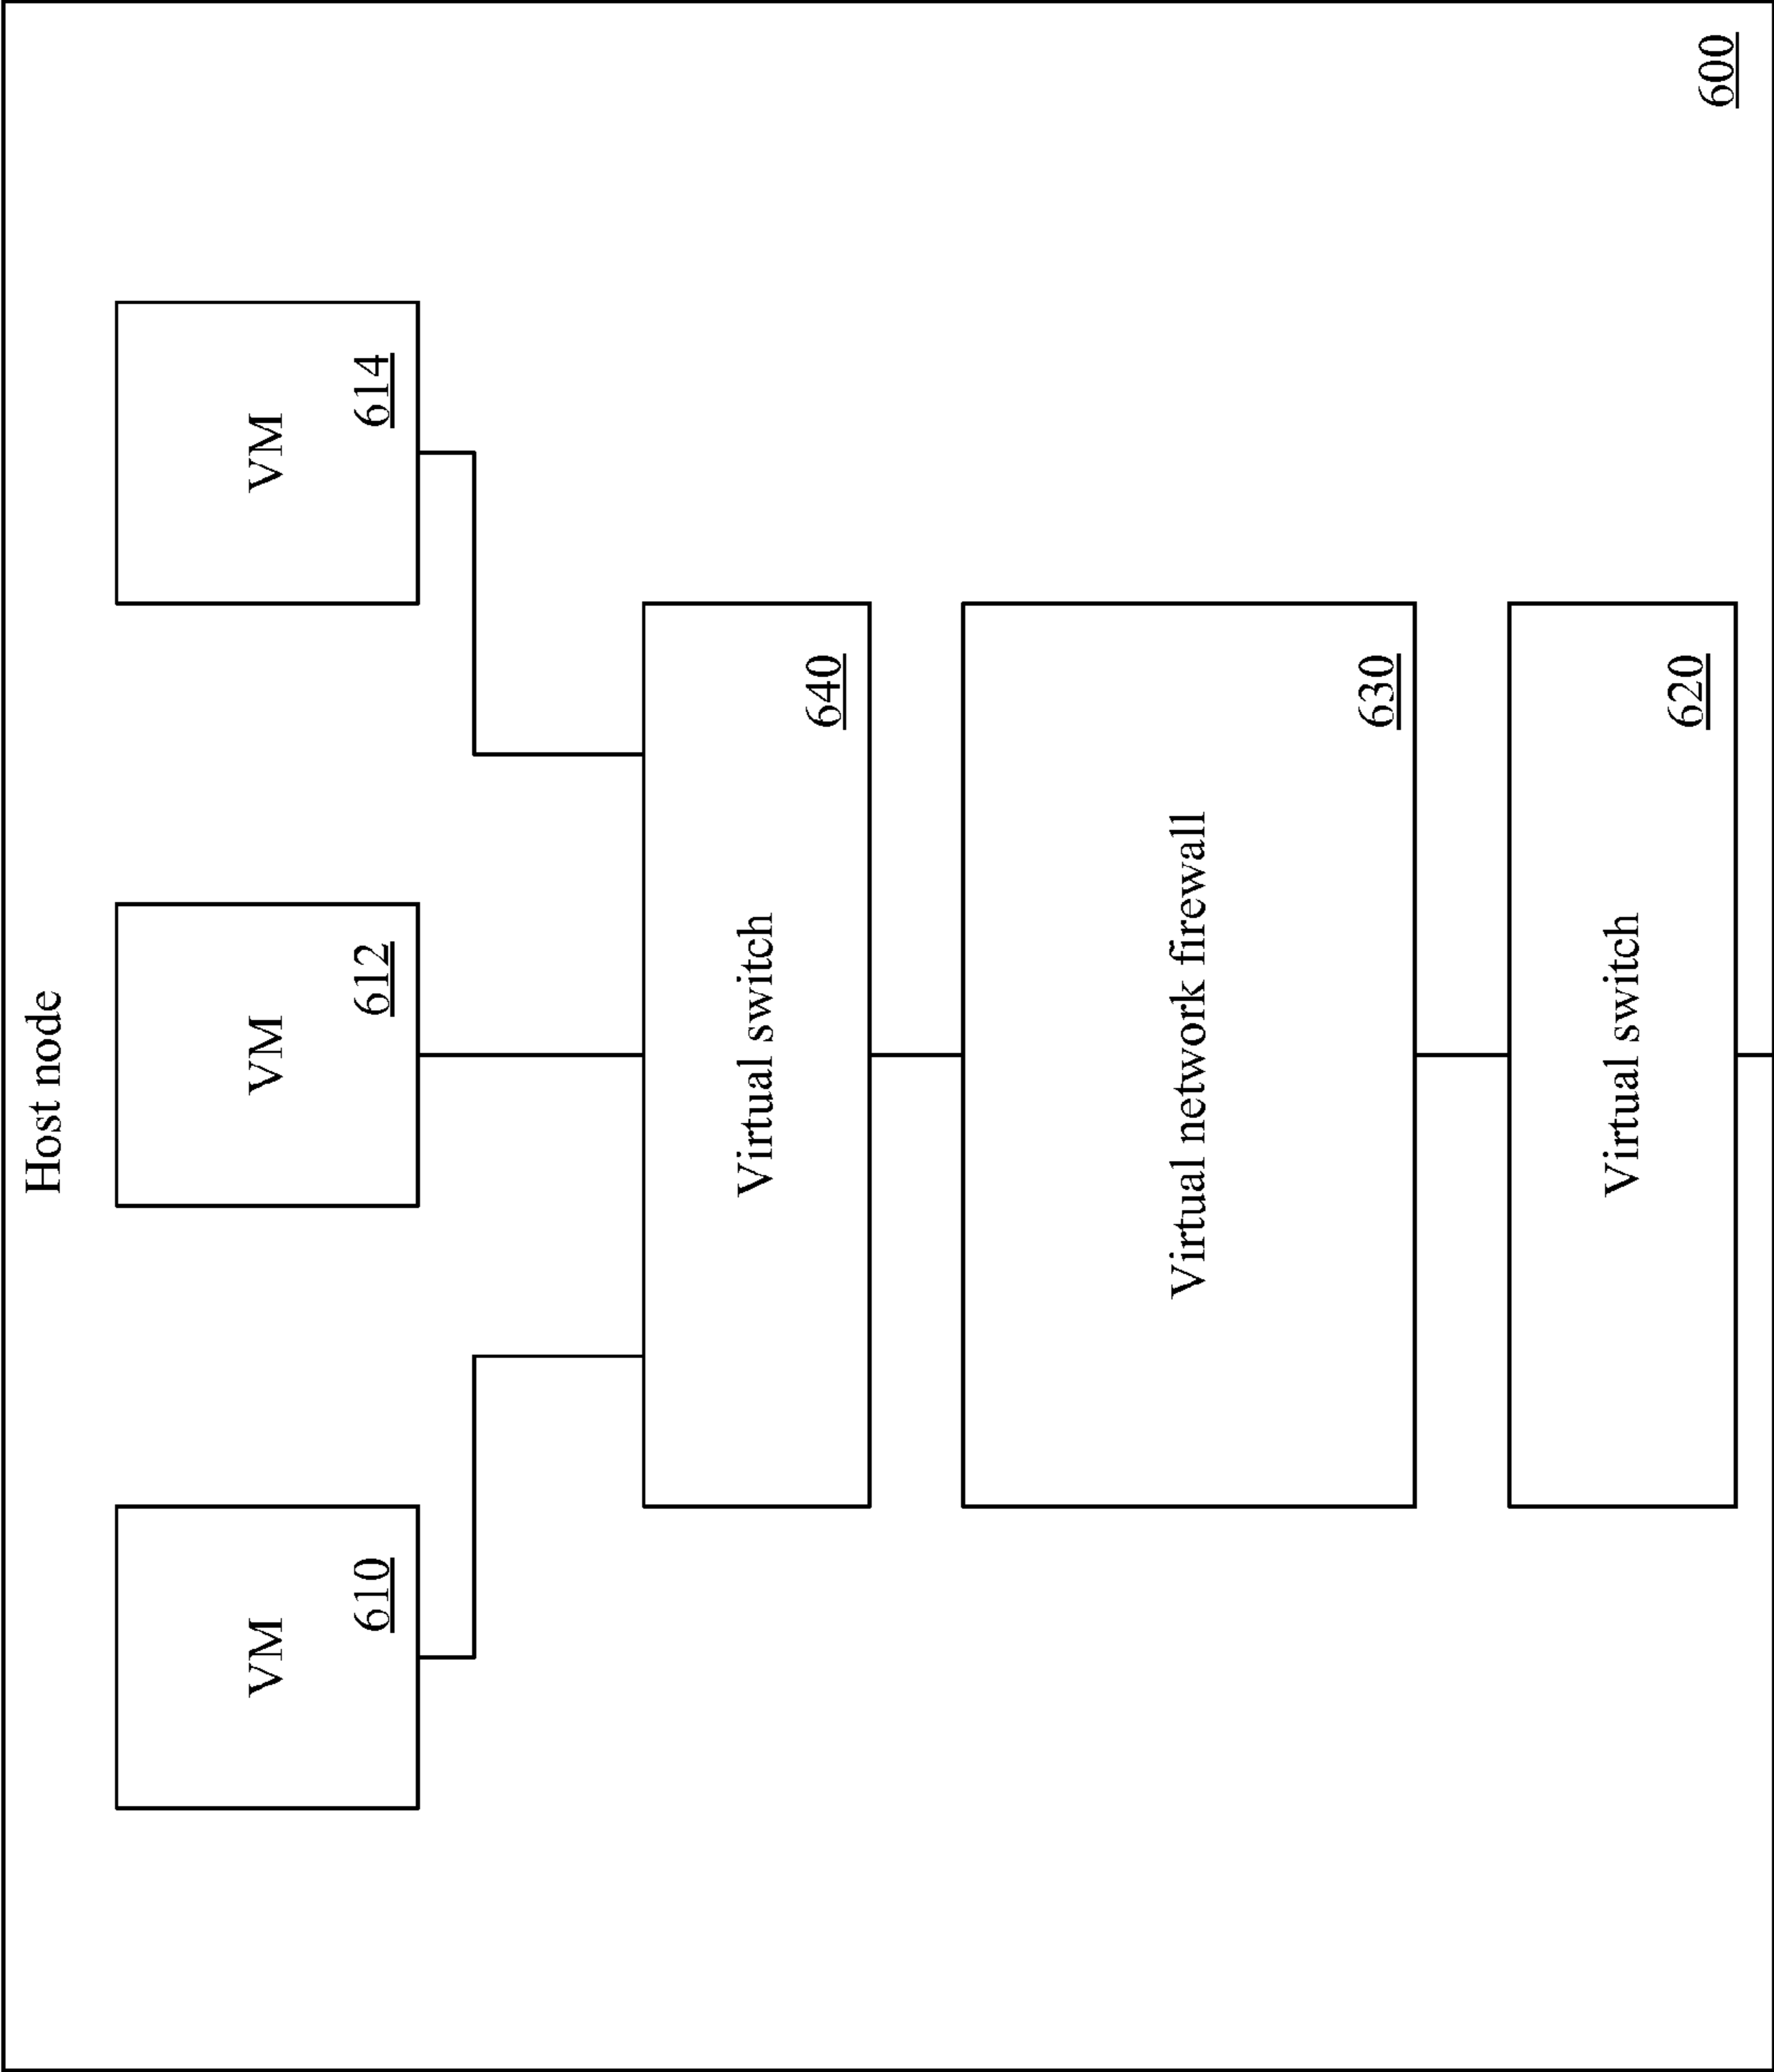 Host node
VM
610
VM
612
VM
614
Virtual switch
640
Virtual network firewall
630
Virtual switch
620
600